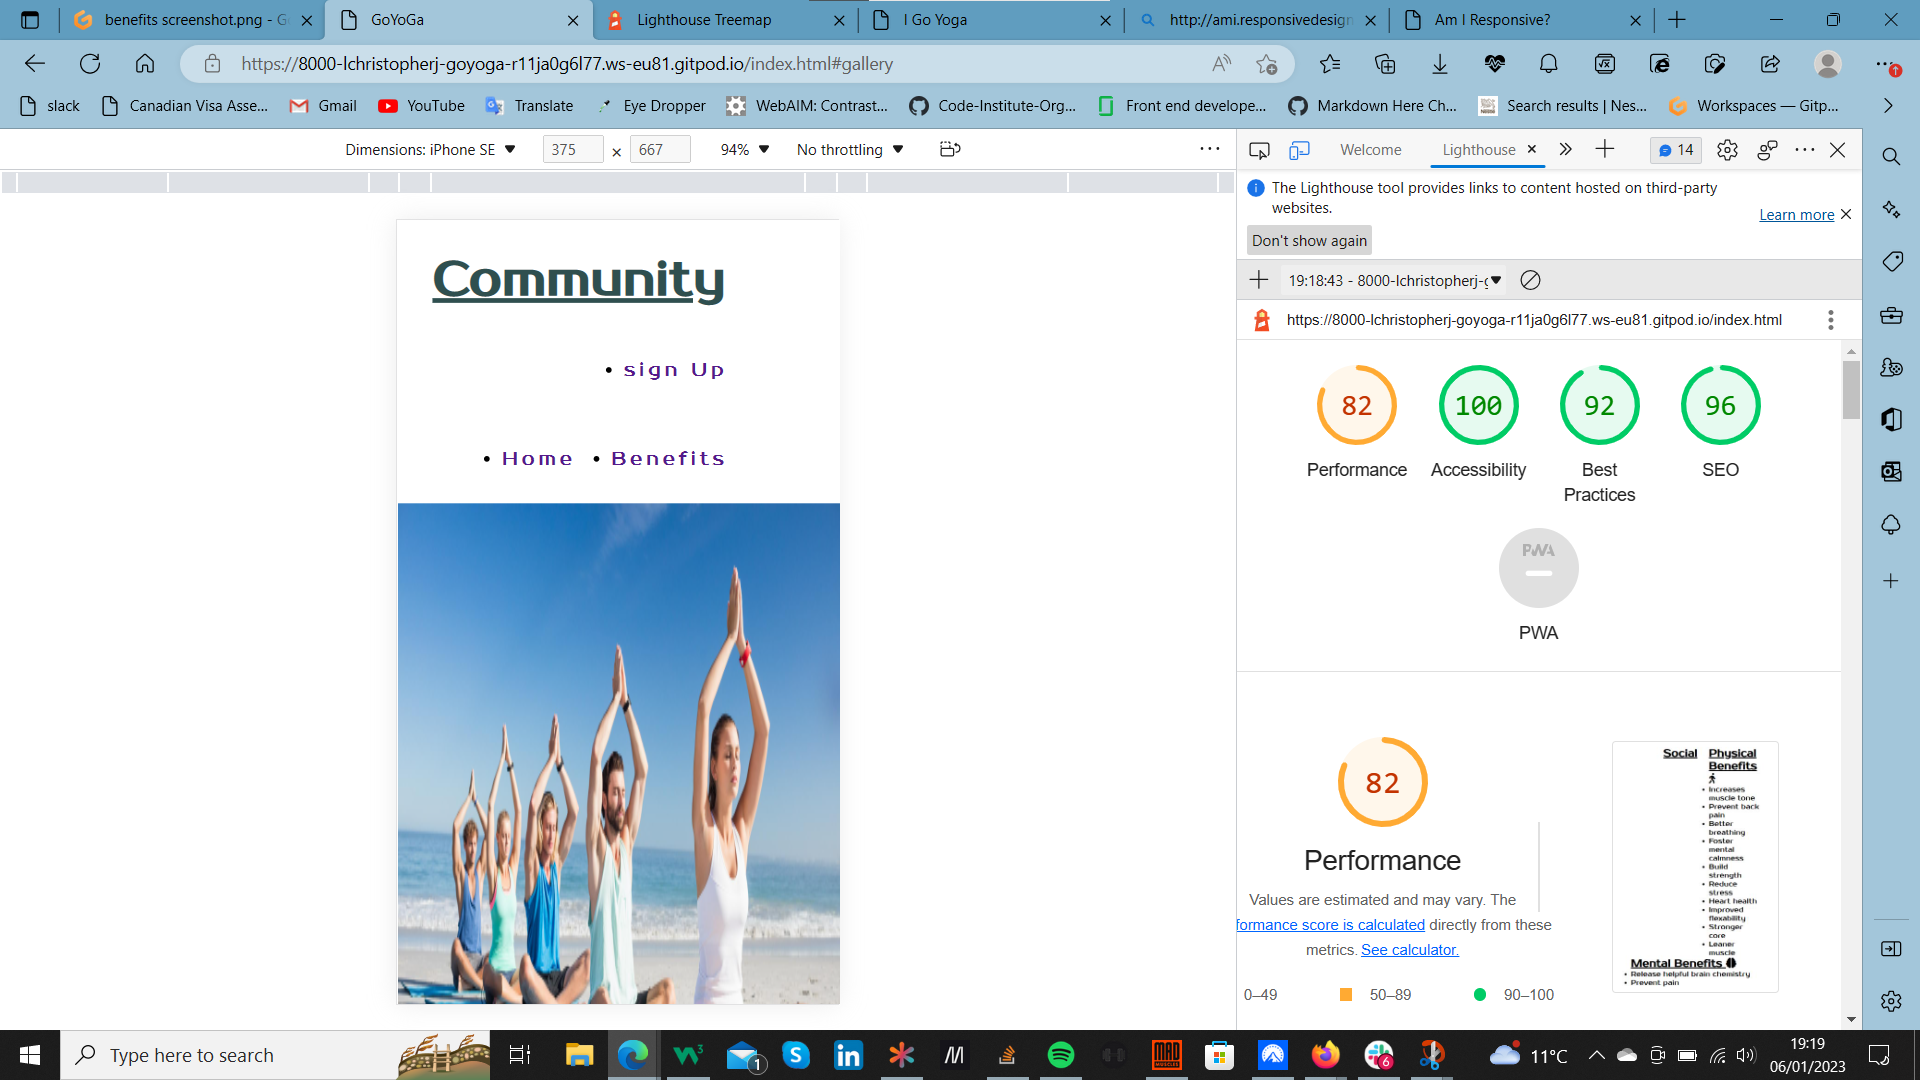 benefits screenshot.png - G
GoYoGa
Lighthouse Treemap
I Go Yoga
http://ami.responsivedesign
Am I Responsive?
https://8000-lchristopherj-goyoga-r11ja0g6l77.ws-eu81.gitpod.io/index.html#gallery
slack
Canadian Visa Asse...
Gmail
YouTube
Translate
Eye Dropper
WebAIM: Contrast...
Code-Institute-Org...
Front end develope...
Markdown Here Ch...
Search results | Nes...
Workspaces — Gitp...
Dimensions: iPhone SE
375 × 667
94%
No throttling
Welcome
Lighthouse
14
The Lighthouse tool provides links to content hosted on third-party
websites.
Learn more
Don't show again
19:18:43 - 8000-lchristopherj-g
https://8000-lchristopherj-goyoga-r11ja0g6l77.ws-eu81.gitpod.io/index.html
Community
• sign Up
• Home • Benefits
82
100
92
96
Performance
Accessibility
Best
Practices
SEO
PWA
PWA
82
Performance
Values are estimated and may vary. The
formance score is calculated directly from these
metrics. See calculator.
0–49
50–89
90–100
Social
Physical
Benefits
• Increases
muscle tone
• Prevent back
pain
• Better
breathing
• Foster
mental
calmness
• Build
strength
• Reduce
stress
• Heart health
• Improved
flexability
• Stronger
core
• Leaner
muscle
Mental Benefits
• Release helpful brain chemistry
• Prevent pain
Type here to search
1
6
11°C
19:19
06/01/2023